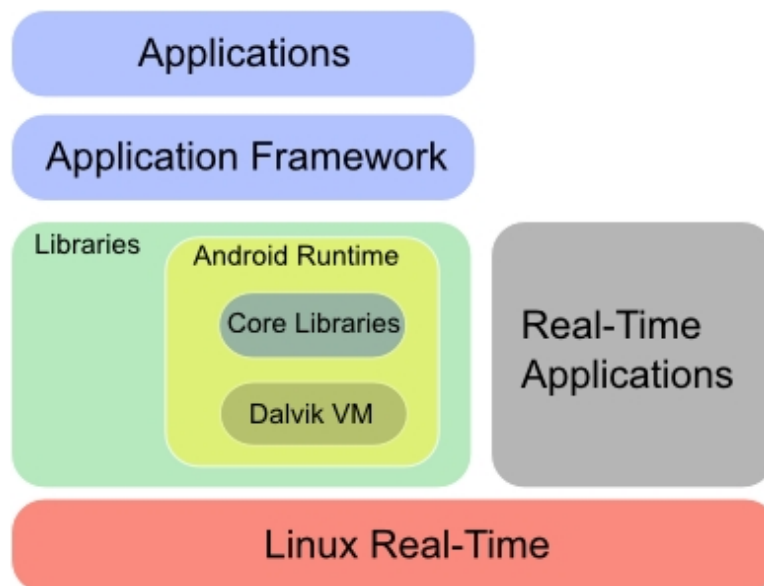 Applications
Application Framework
Libraries
Android Runtime
Core Libraries
Dalvik VM
Real-Time
Applications
Linux Real-Time